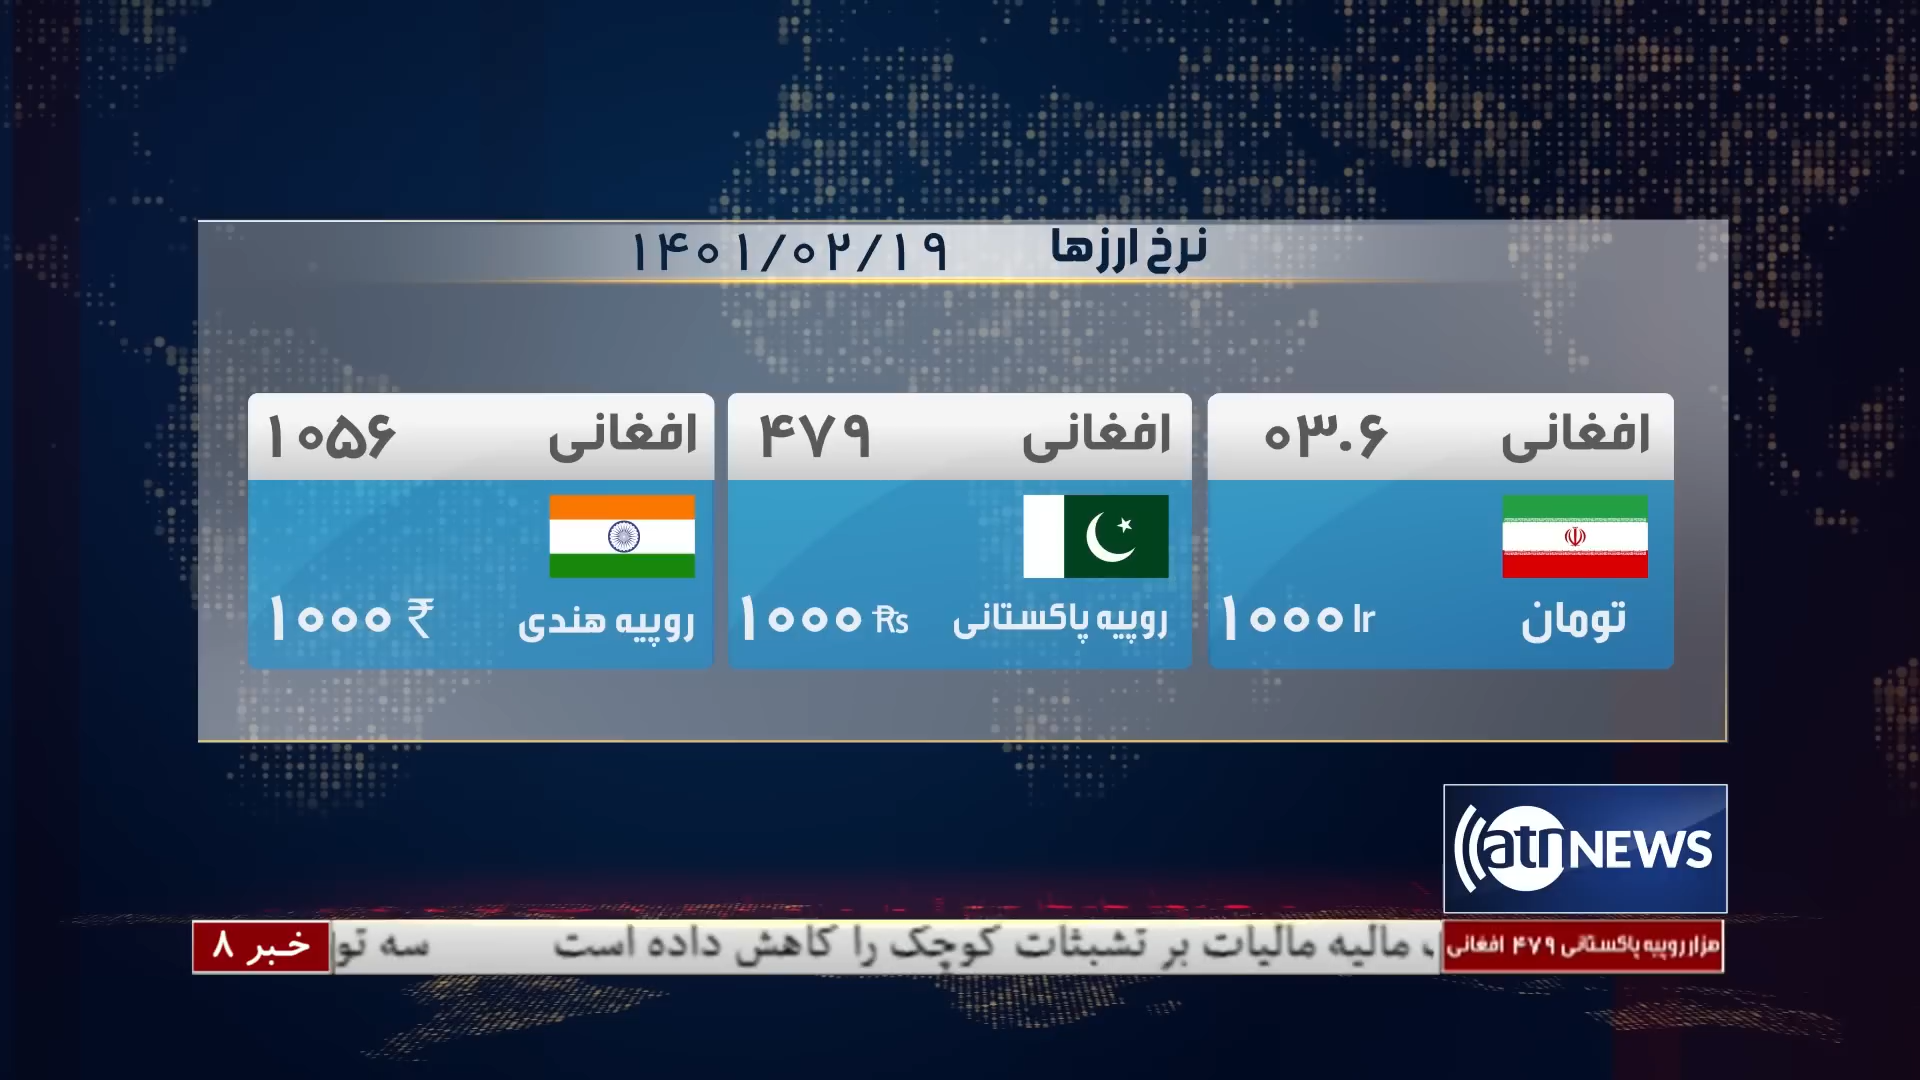 نرخ ارزها ۱۴۰۱/۰۲/۱۹
افغانی ۰۳.۶
تومان ۱۰۰۰ Ir
افغانی ۴۷۹
روپیه پاکستانی ۱۰۰۰ ₨
افغانی ۱۰۵۶
روپیه هندی ۱۰۰۰ ₹
atn NEWS
هزار روپیه پاکستانی ۴۷۹ افغانی
مالیه مالیات بر تشبثات کوچک را کاهش داده است
سه
خبر ۸